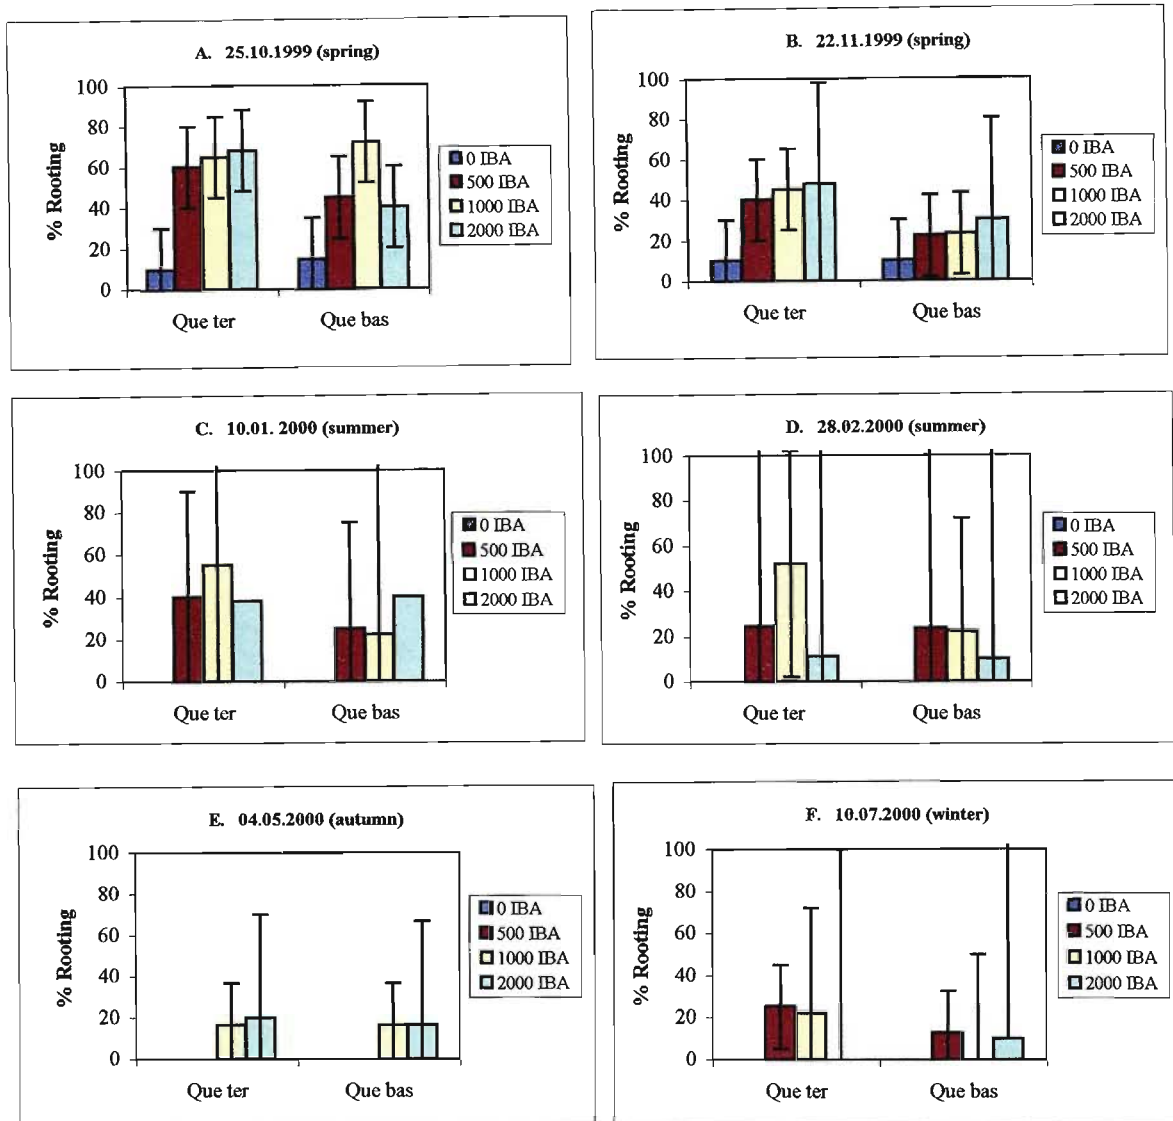 A. 25.10.1999 (spring)
% Rooting
100
80
60
40
20
0
Que ter
Que bas
0 IBA
500 IBA
1000 IBA
2000 IBA
B. 22.11.1999 (spring)
% Rooting
100
80
60
40
20
0
Que ter
Que bas
0 IBA
500 IBA
1000 IBA
2000 IBA
C. 10.01. 2000 (summer)
% Rooting
100
80
60
40
20
0
Que ter
Que bas
0 IBA
500 IBA
1000 IBA
2000 IBA
D. 28.02.2000 (summer)
% Rooting
100
80
60
40
20
0
Que ter
Que bas
0 IBA
500 IBA
1000 IBA
2000 IBA
E. 04.05.2000 (autumn)
% Rooting
100
80
60
40
20
0
Que ter
Que bas
0 IBA
500 IBA
1000 IBA
2000 IBA
F. 10.07.2000 (winter)
% Rooting
100
80
60
40
20
0
Que ter
Que bas
0 IBA
500 IBA
1000 IBA
2000 IBA